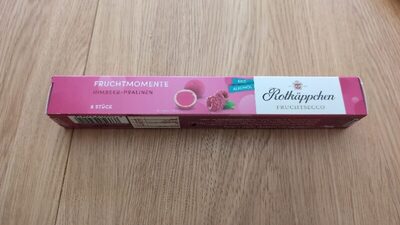 FRUCHTMOMENTE
HIMBEER-PRALINEN
8 STÜCK
MIT
ALKOHOL
Rotkäppchen
FRUCHTSECCO